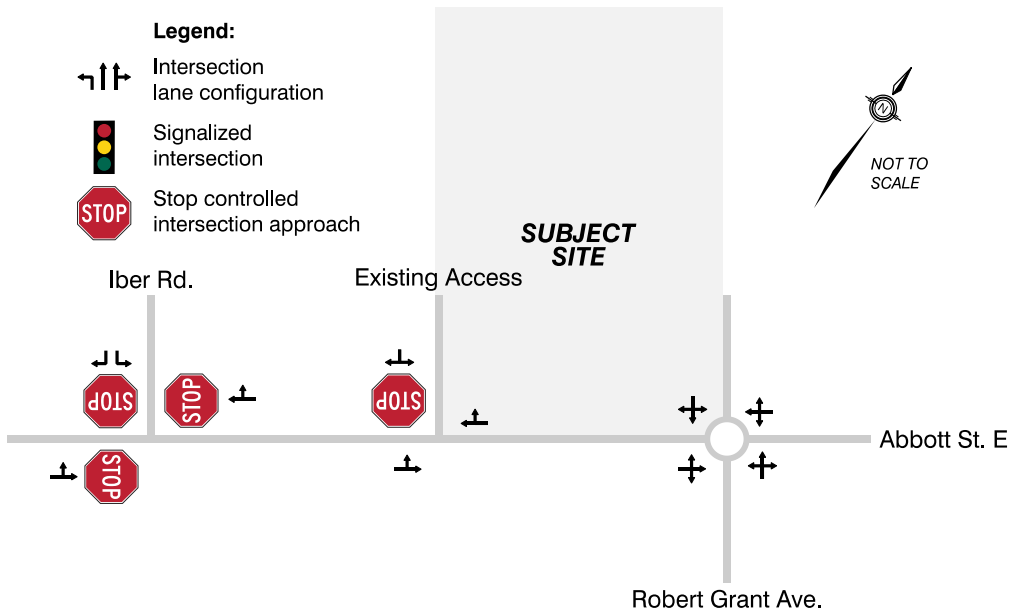 Legend:
Intersection
lane configuration
Signalized
intersection
STOP
Stop controlled
intersection approach
N
NOT TO
SCALE
SUBJECT
SITE
Iber Rd.
Existing Access
STOP
STOP
STOP
STOP
Abbott St. E
Robert Grant Ave.